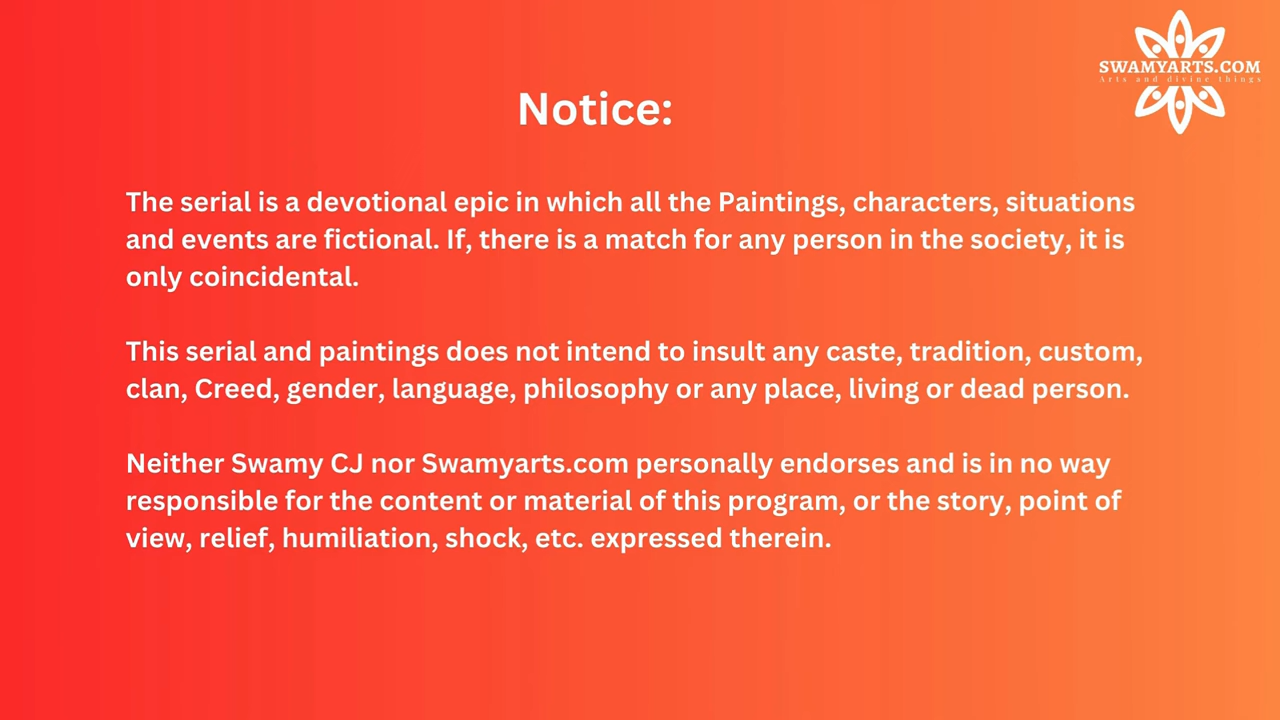 SWAMYARTS.COM
Arts and divine things
Notice:
The serial is a devotional epic in which all the Paintings, characters, situations
and events are fictional. If, there is a match for any person in the society, it is
only coincidental.
This serial and paintings does not intend to insult any caste, tradition, custom,
clan, Creed, gender, language, philosophy or any place, living or dead person.
Neither Swamy CJ nor Swamyarts.com personally endorses and is in no way
responsible for the content or material of this program, or the story, point of
view, relief, humiliation, shock, etc. expressed therein.